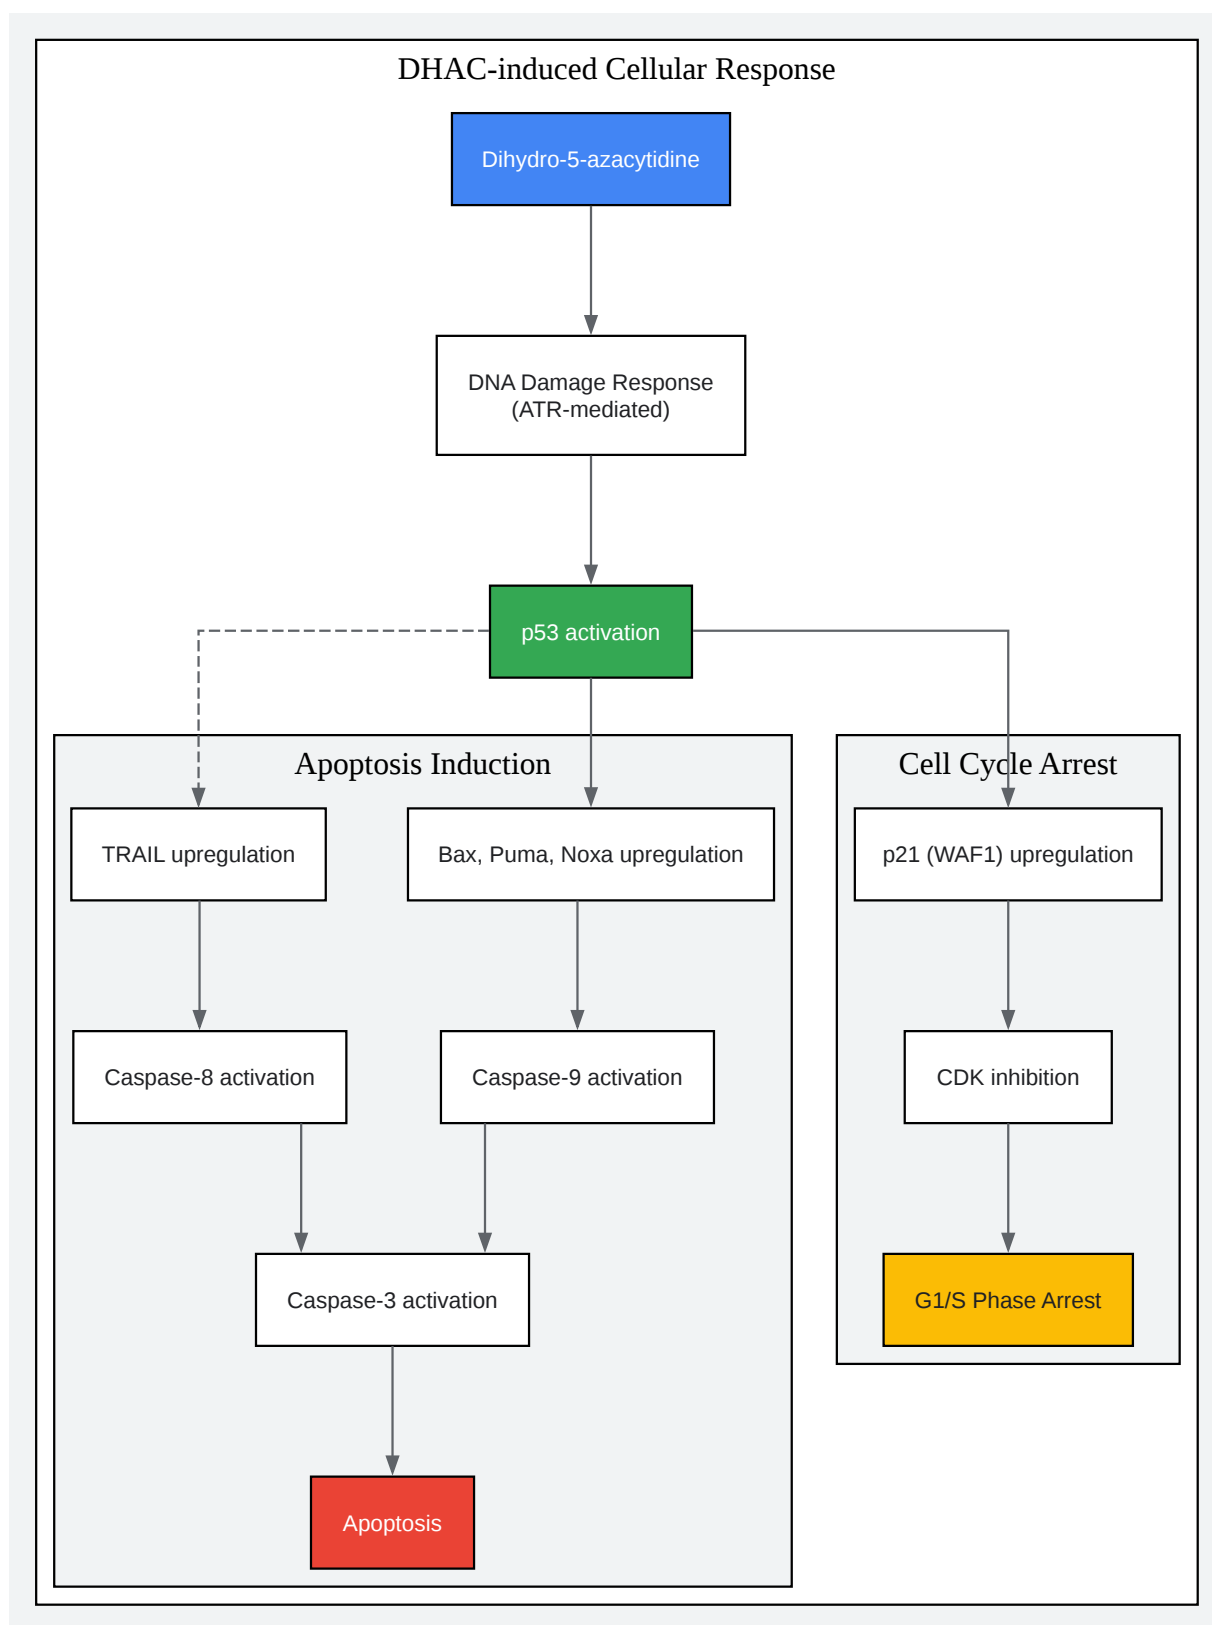 DHAC-induced Cellular Response
Dihydro-5-azacytidine
DNA Damage Response
(ATR-mediated)
p53 activation
Apoptosis Induction
Cell Cycle Arrest
TRAIL upregulation
Bax, Puma, Noxa upregulation
p21 (WAF1) upregulation
Caspase-8 activation
Caspase-9 activation
CDK inhibition
Caspase-3 activation
G1/S Phase Arrest
Apoptosis